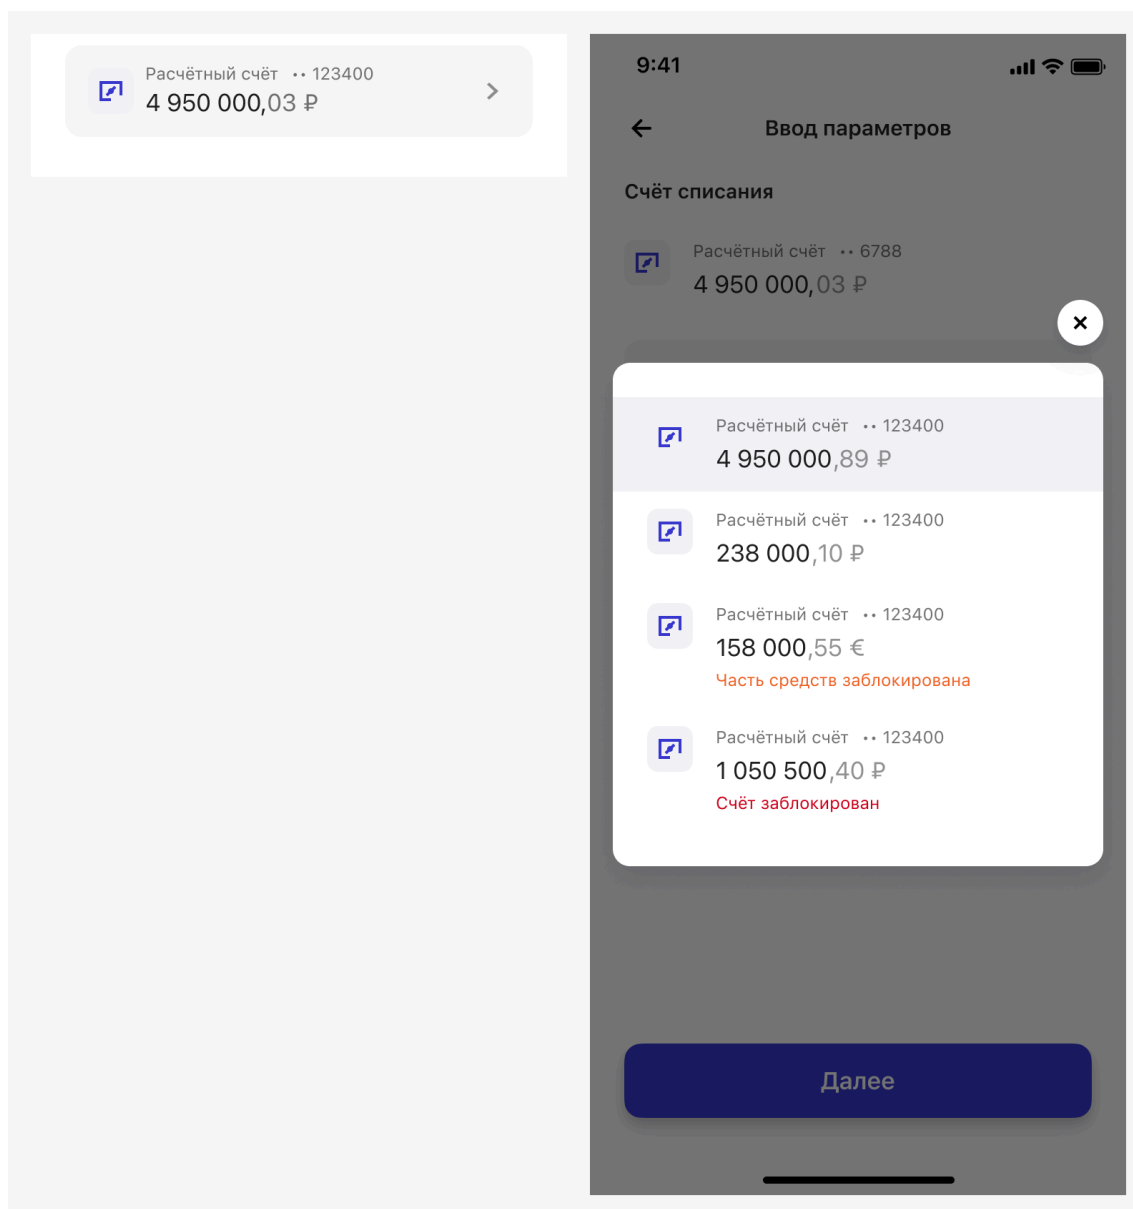 Расчётный счёт •• 123400
4 950 000,03 ₽
9:41
Ввод параметров
Счёт списания
Расчётный счёт •• 6788
4 950 000,03 ₽
Расчётный счёт •• 123400
4 950 000,89 ₽
Расчётный счёт •• 123400
238 000,10 ₽
Расчётный счёт •• 123400
158 000,55 €
Часть средств заблокирована
Расчётный счёт •• 123400
1 050 500,40 ₽
Счёт заблокирован
Далее